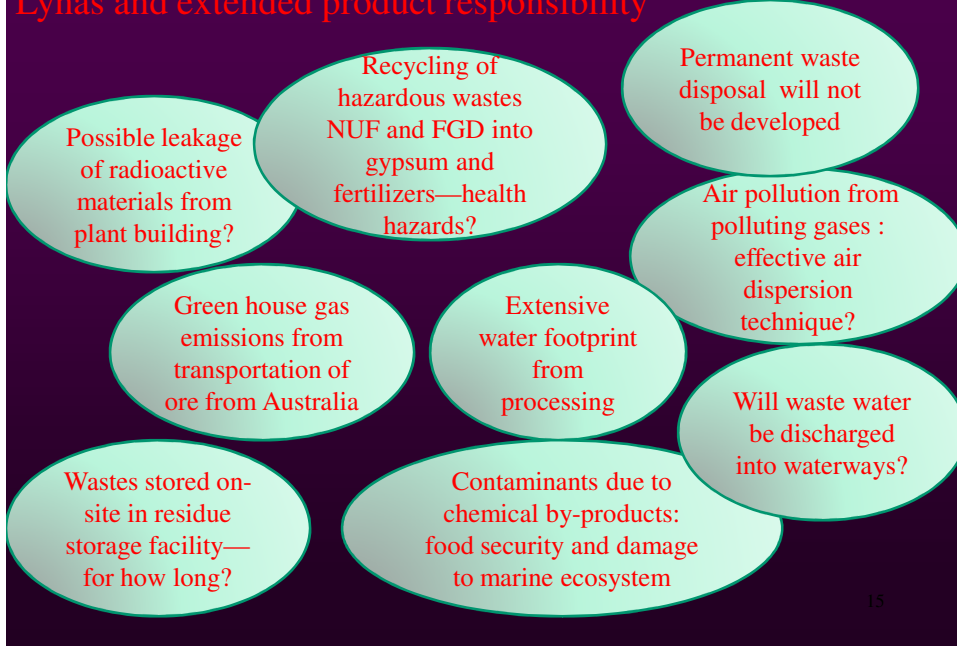 Lynas and extended product responsibility
Possible leakage
of radioactive
materials from
plant building?
Recycling of
hazardous wastes
NUF and FGD into
gypsum and
fertilizers—health
hazards?
Permanent waste
disposal will not
be developed
Air pollution from
polluting gases :
effective air
dispersion
technique?
Green house gas
emissions from
transportation of
ore from Australia
Extensive
water footprint
from
processing
Will waste water
be discharged
into waterways?
Wastes stored on-
site in residue
storage facility—
for how long?
Contaminants due to
chemical by-products:
food security and damage
to marine ecosystem
15